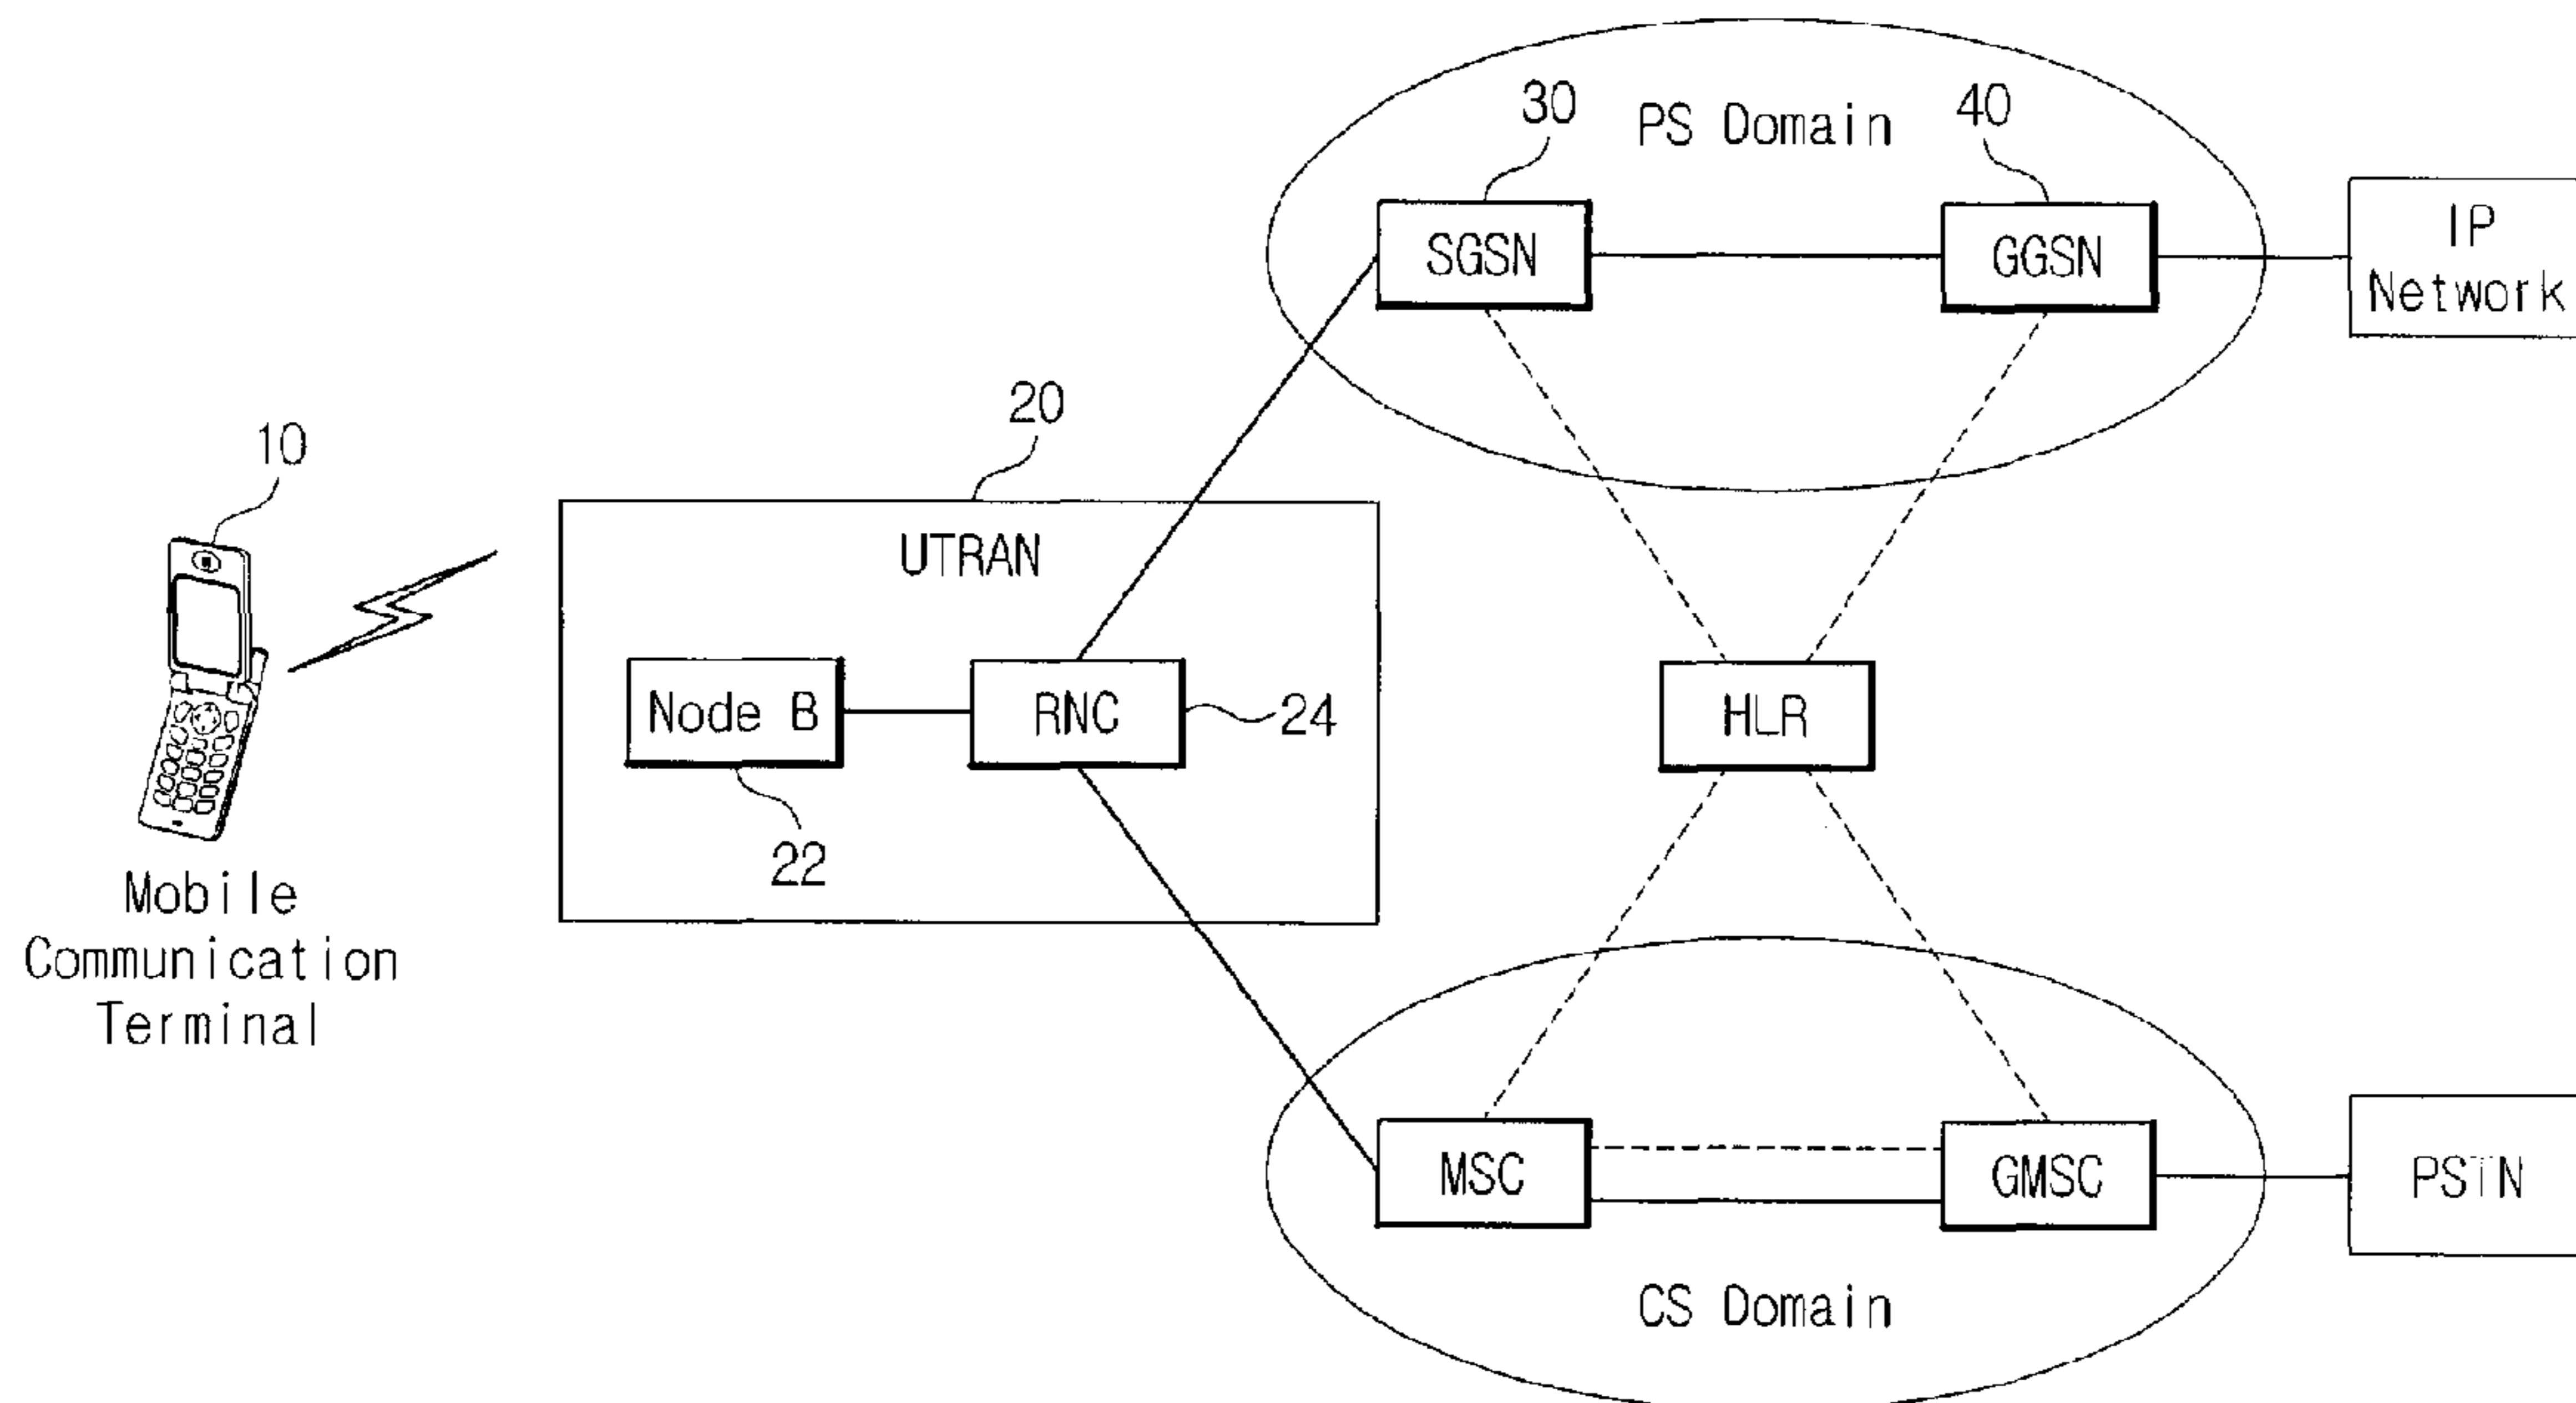 30
PS Domain
40
SGSN
GGSN
IP
Network
20
10
UTRAN
Node B
RNC
24
HLR
22
Mobile
Communication
Terminal
MSC
GMSC
PSTN
CS Domain